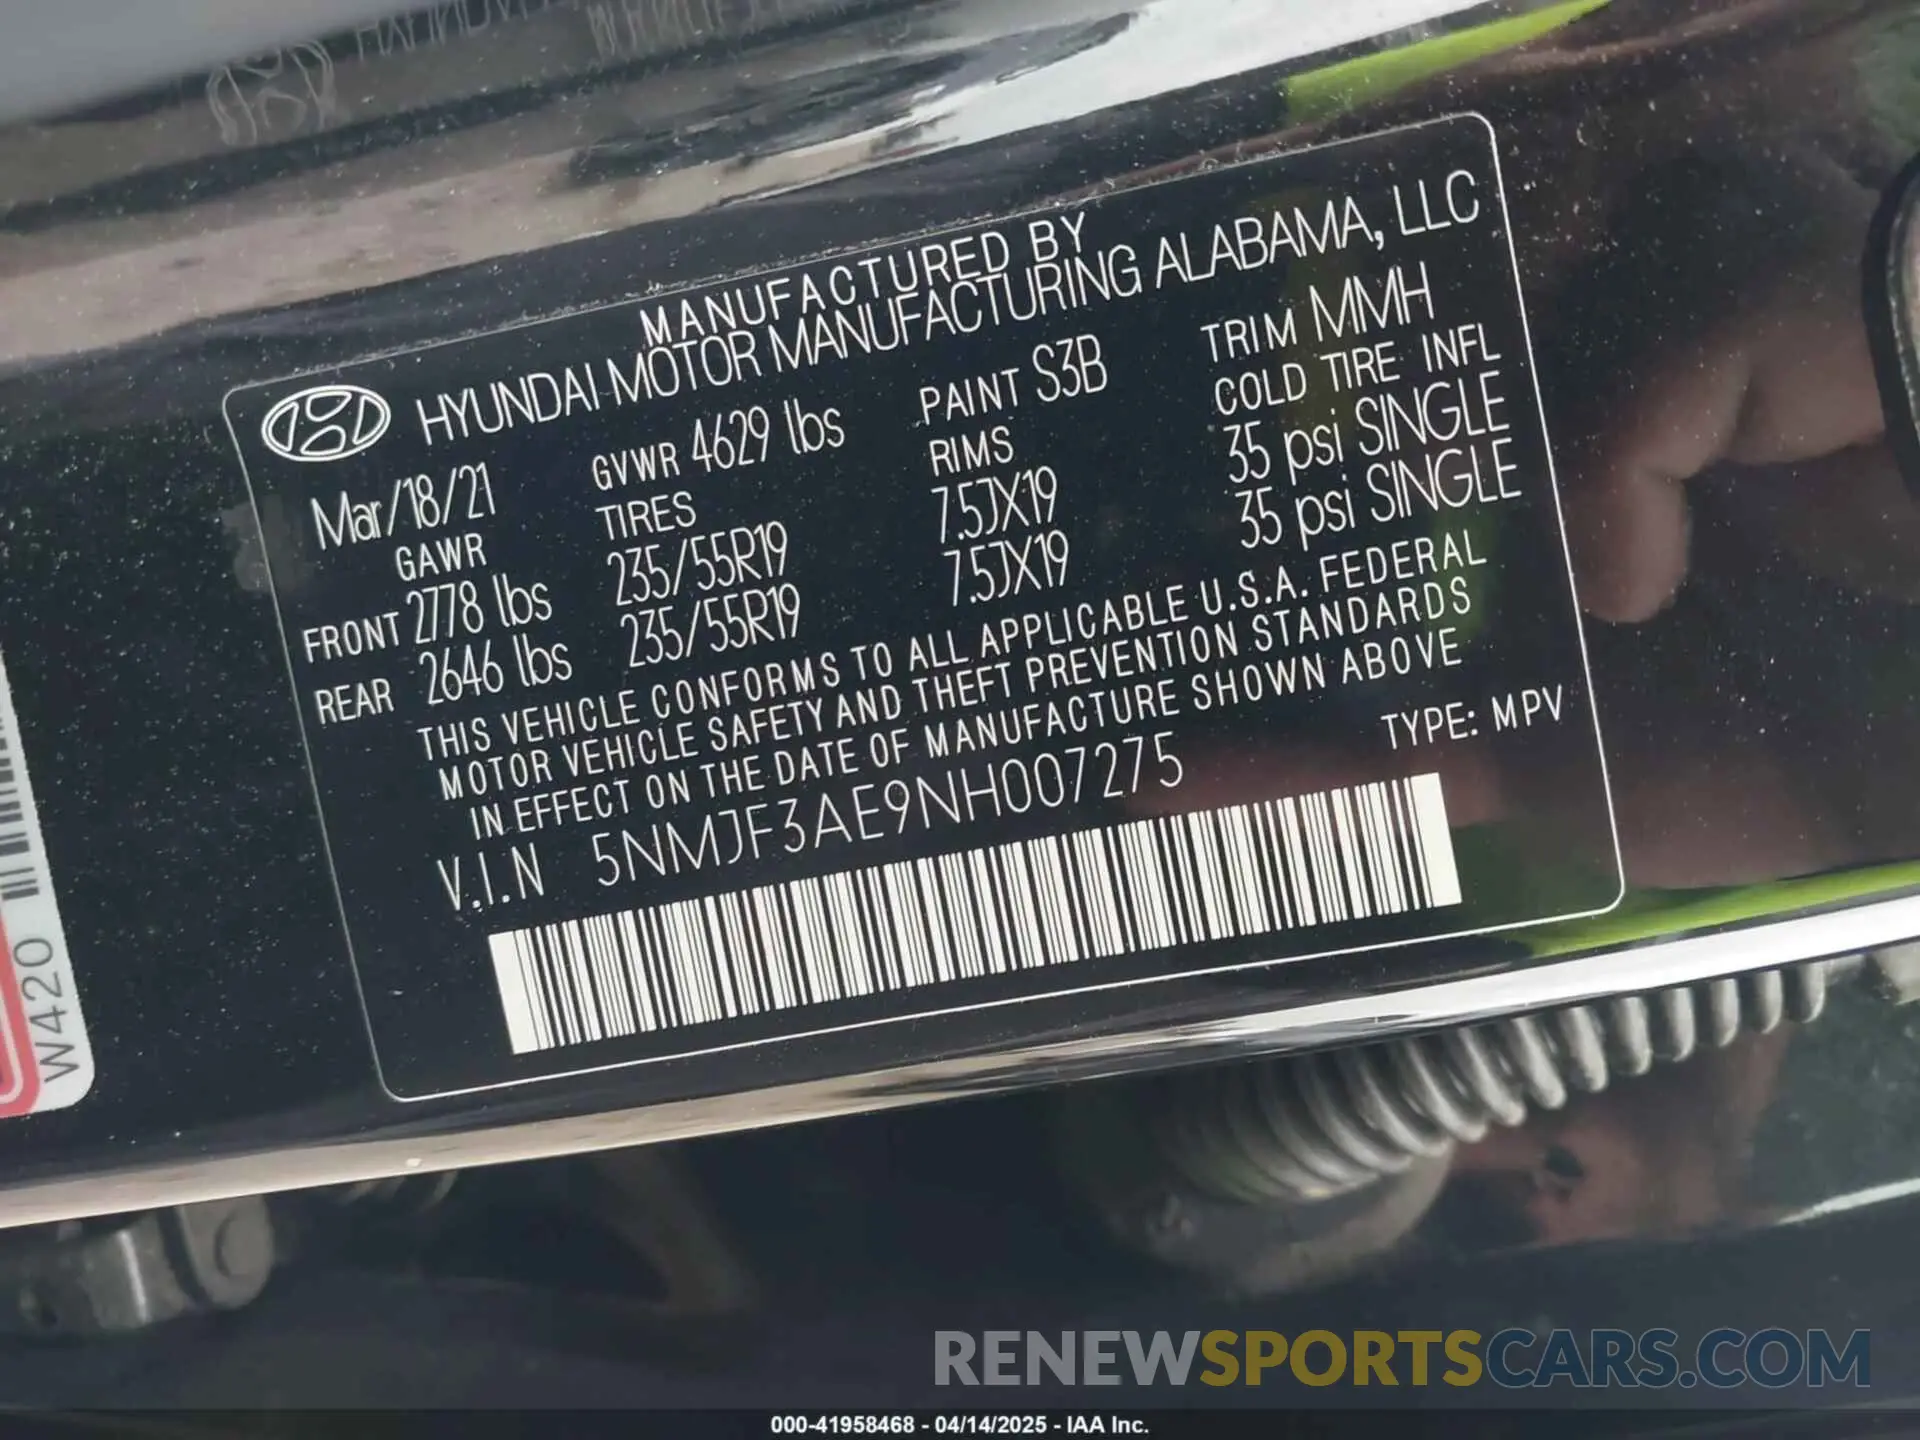 MANUFACTURED BY
HYUNDAI MOTOR MANUFACTURING ALABAMA, LLC
Mar/18/21 GVWR 4629 lbs PAINT S3B TRIM MMH
GAWR TIRES RIMS COLD TIRE INFL
FRONT 2778 lbs 235/55R19 7.5JX19 35 psi SINGLE
REAR 2646 lbs 235/55R19 7.5JX19 35 psi SINGLE
THIS VEHICLE CONFORMS TO ALL APPLICABLE U.S.A. FEDERAL
MOTOR VEHICLE SAFETY AND THEFT PREVENTION STANDARDS
IN EFFECT ON THE DATE OF MANUFACTURE SHOWN ABOVE
V.I.N 5NMJF3AE9NH007275 TYPE: MPV
W420
RENEWSPORTSCARS.COM
000-41958468 - 04/14/2025 - IAA Inc.